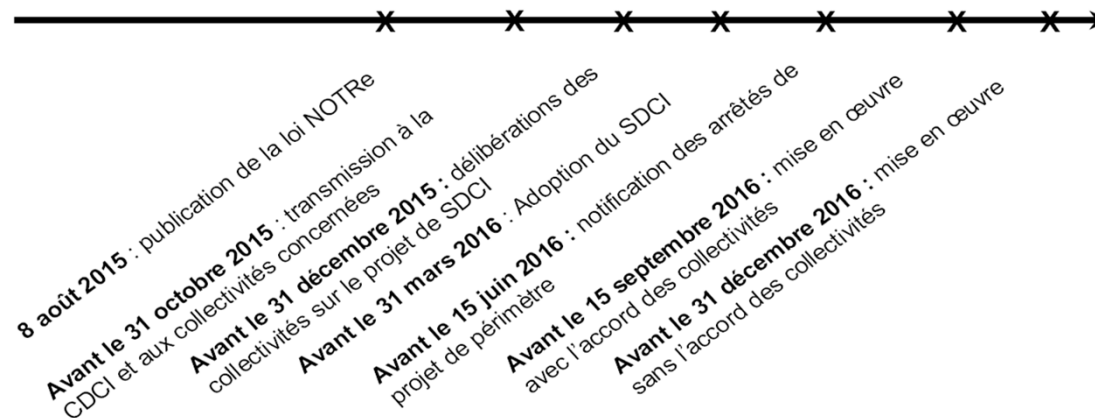 8 août 2015 : publication de la loi NOTRe
Avant le 31 octobre 2015 : transmission à la
CDCI et aux collectivités concernées
Avant le 31 décembre 2015 : délibérations des
collectivités sur le projet de SDCI
Avant le 31 mars 2016 : Adoption du SDCI
Avant le 15 juin 2016 : notification des arrêtés de
projet de périmètre
Avant le 15 septembre 2016 : mise en œuvre
avec l'accord des collectivités
Avant le 31 décembre 2016 : mise en œuvre
sans l'accord des collectivités